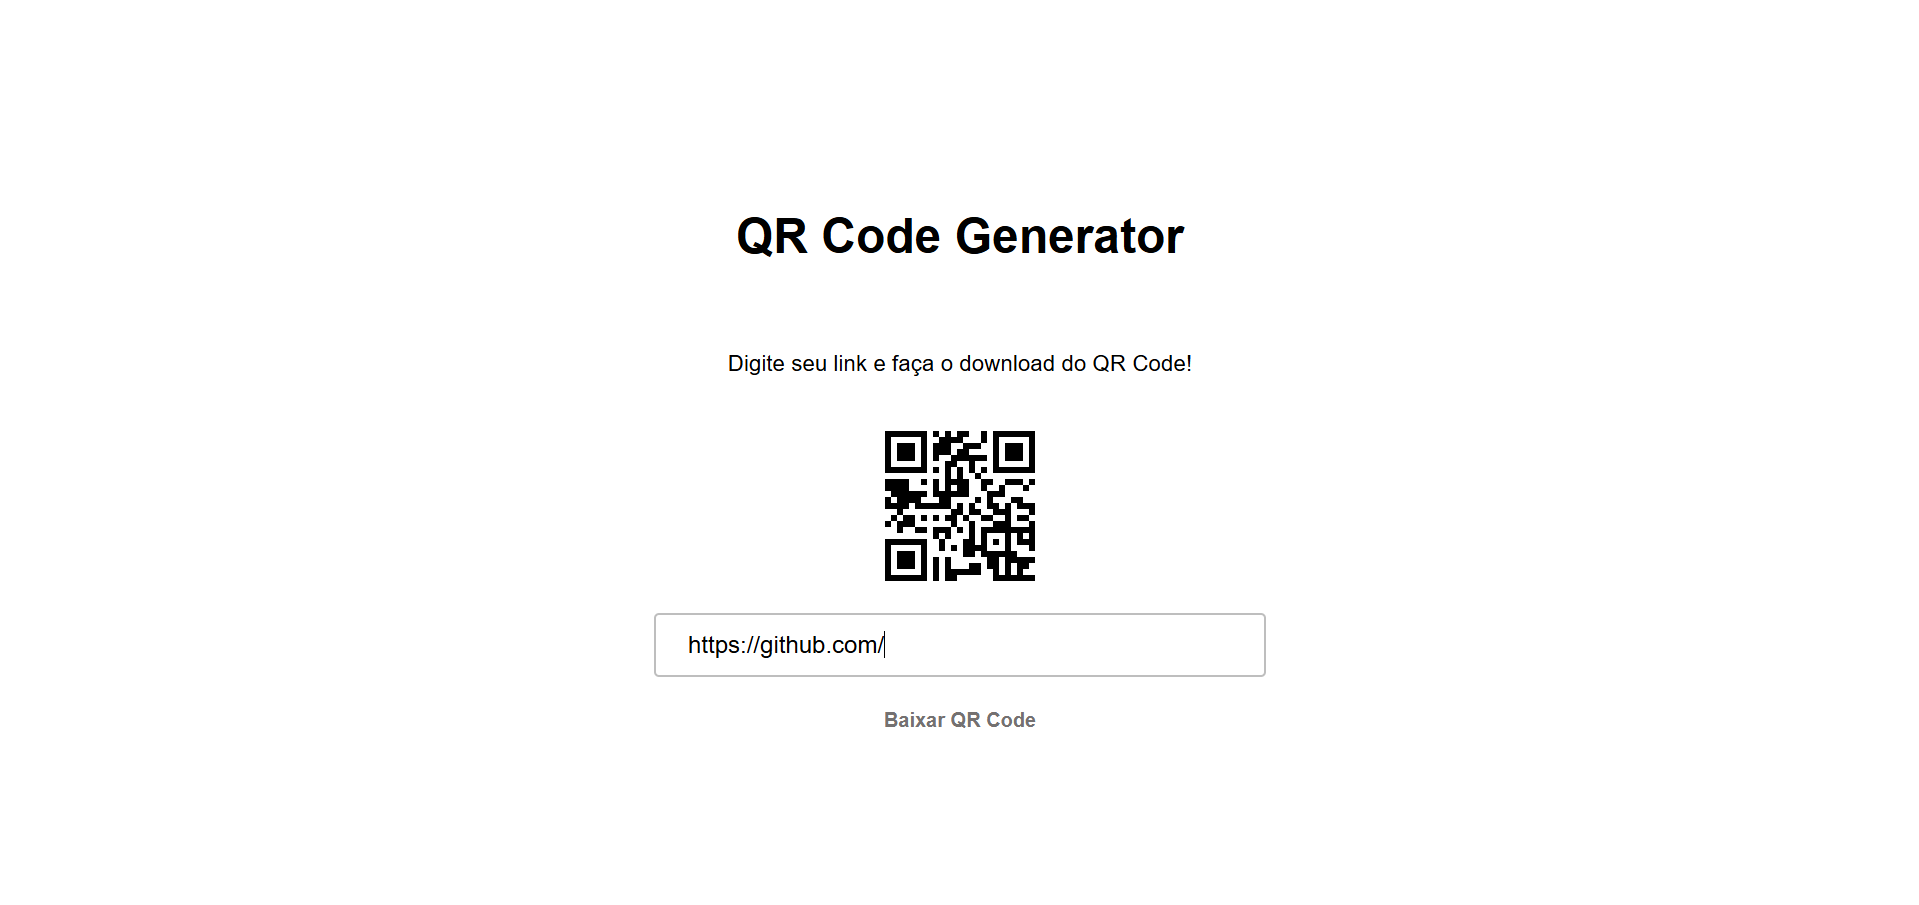 QR Code Generator
Digite seu link e faça o download do QR Code!
https://github.com/
Baixar QR Code